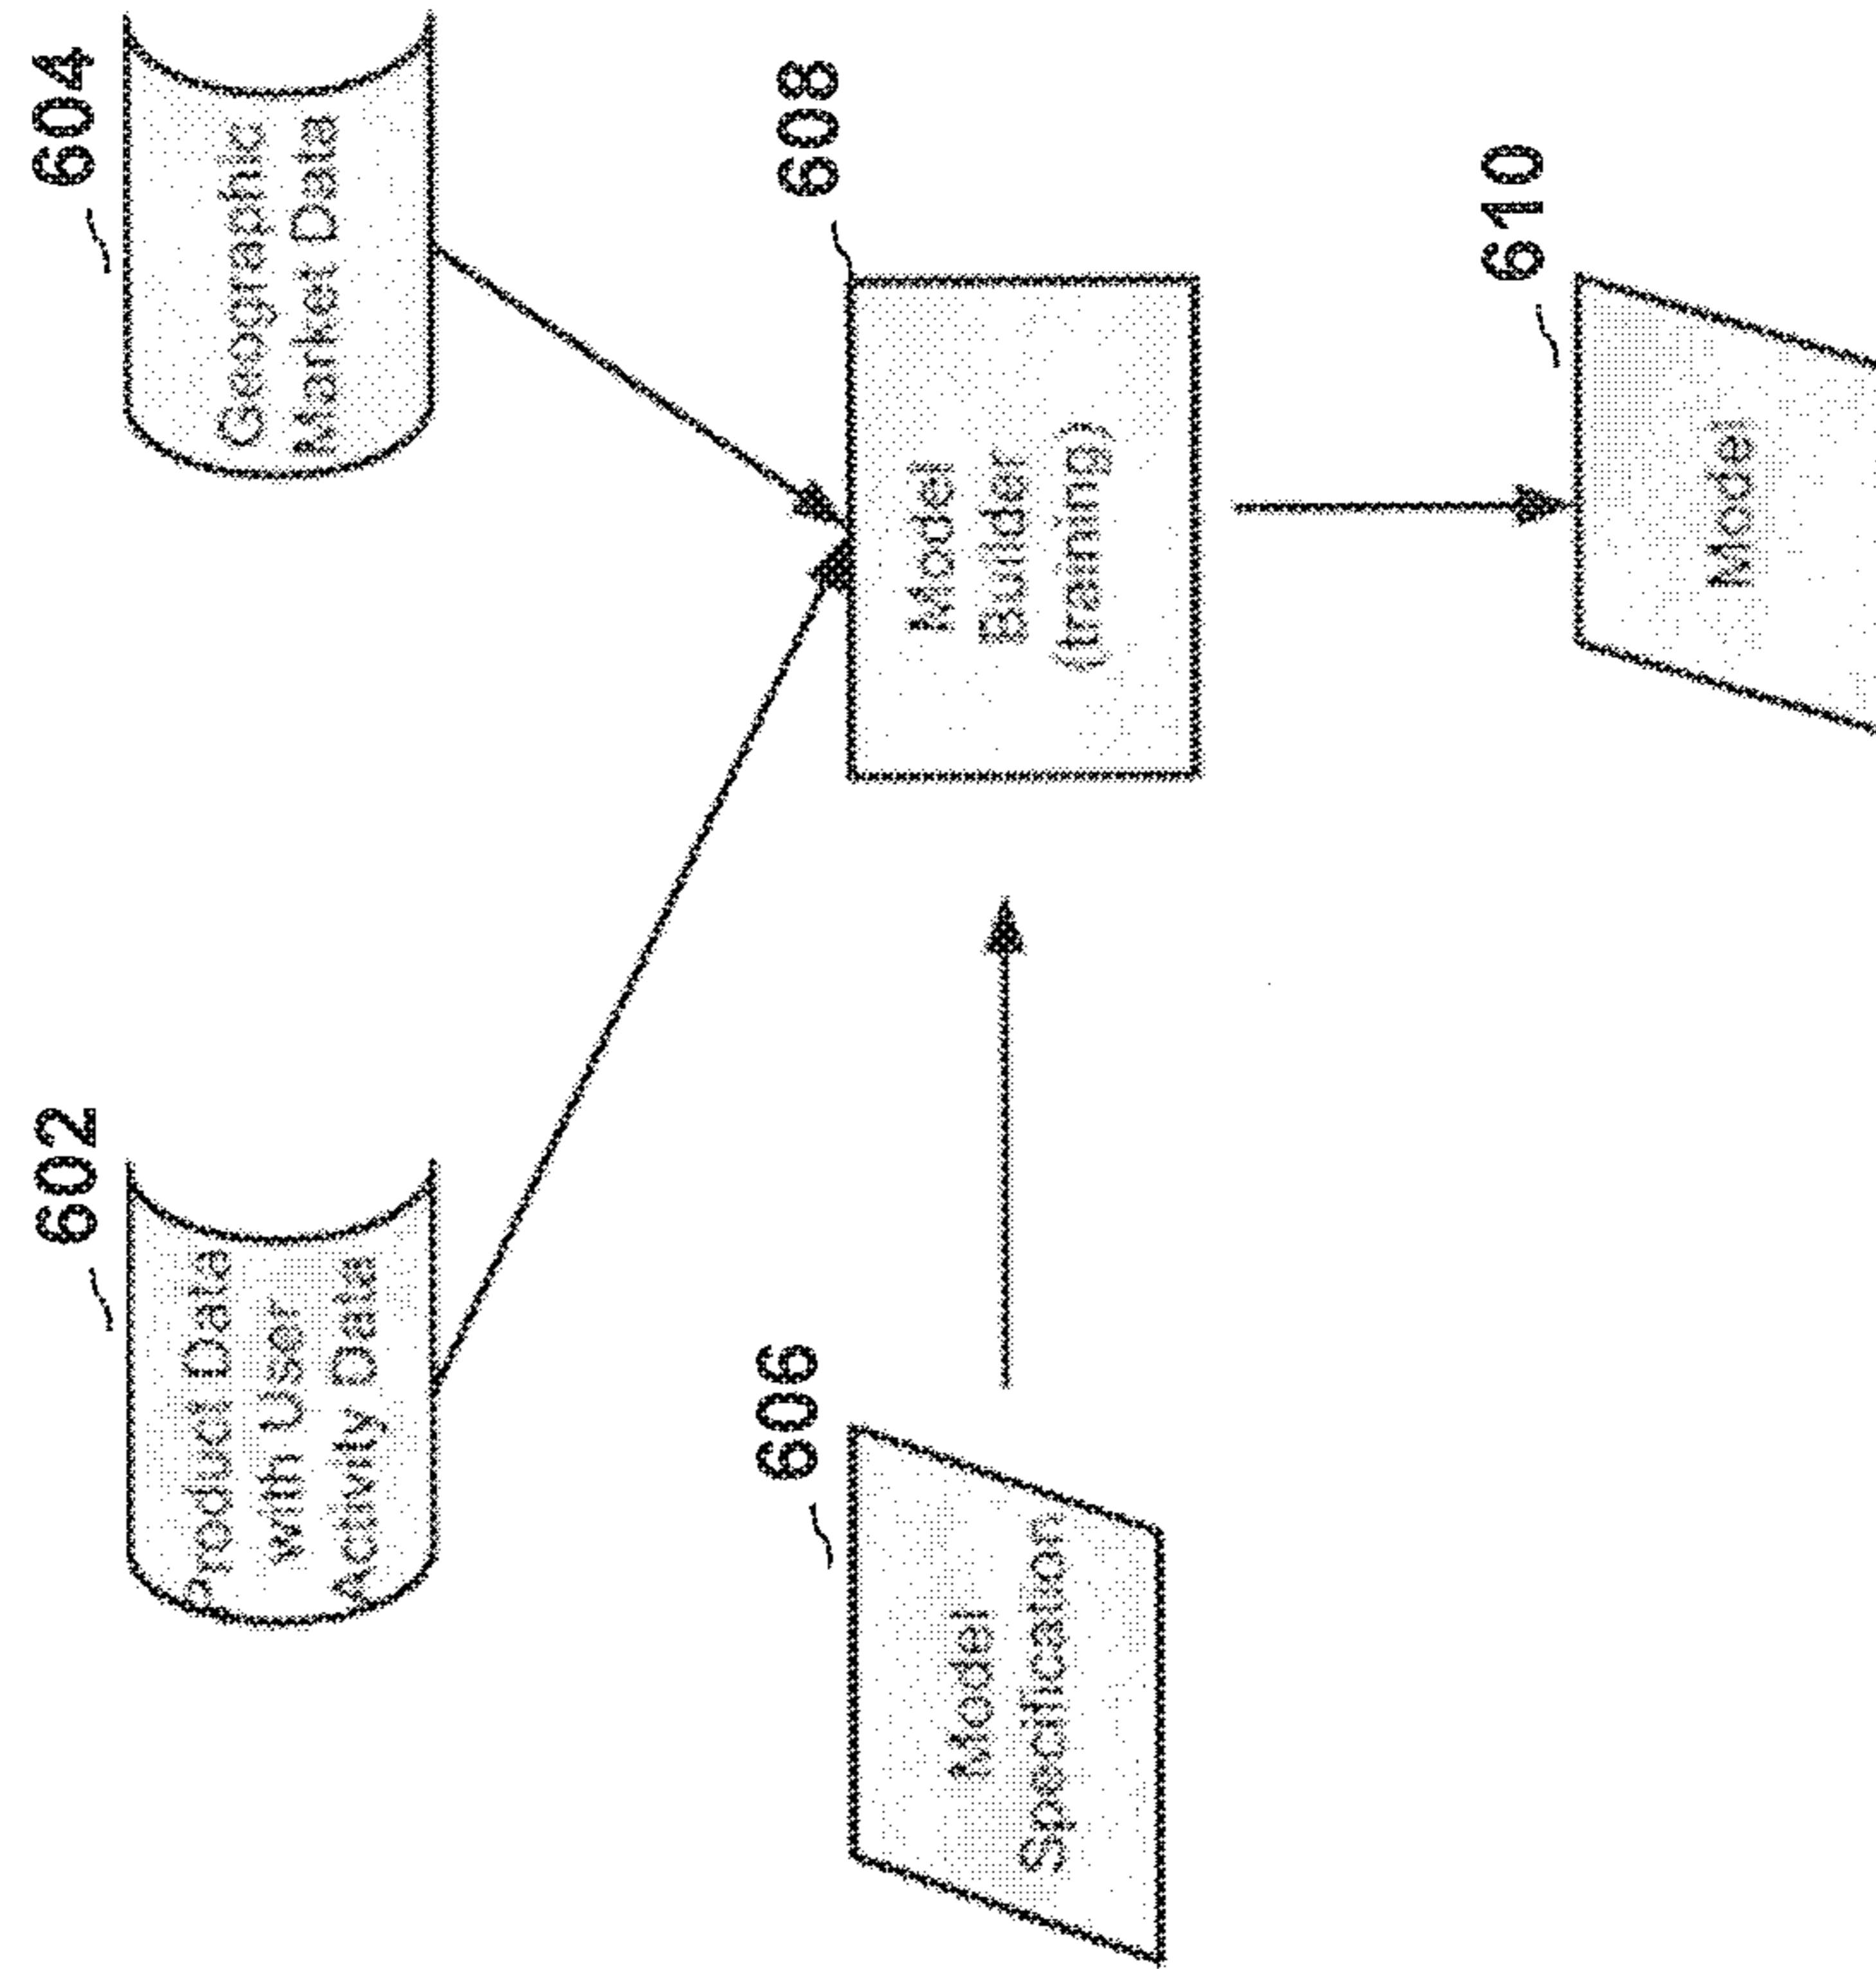 602
Product Data
with User
Activity Data
604
Geographic
Market Data
606
Model
Specification
608
Model
Builder
(training)
610
Model